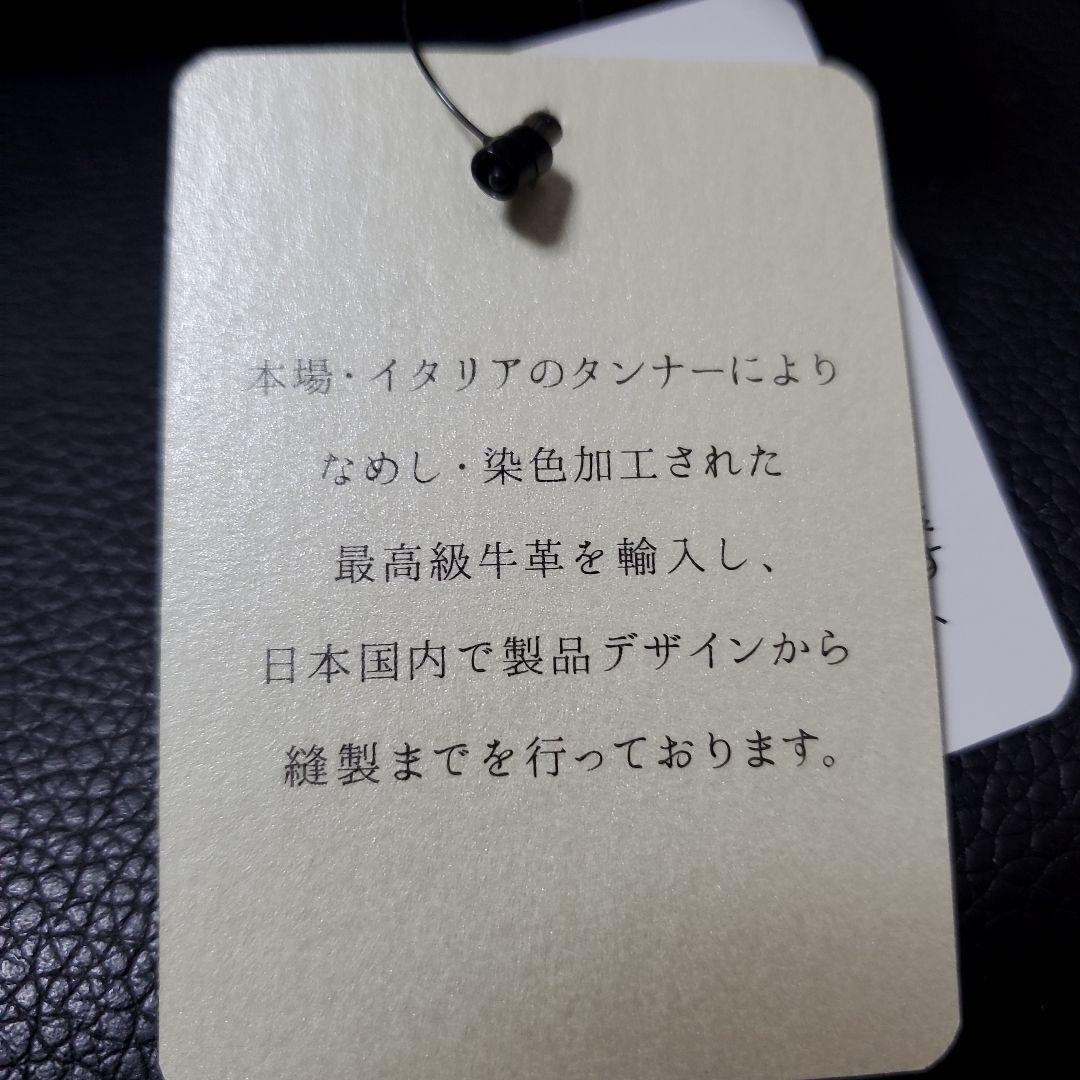 本場・イタリアのタンナーにより
なめし・染色加工された
最高級牛革を輸入し、
日本国内で製品デザインから
縫製までを行っております。